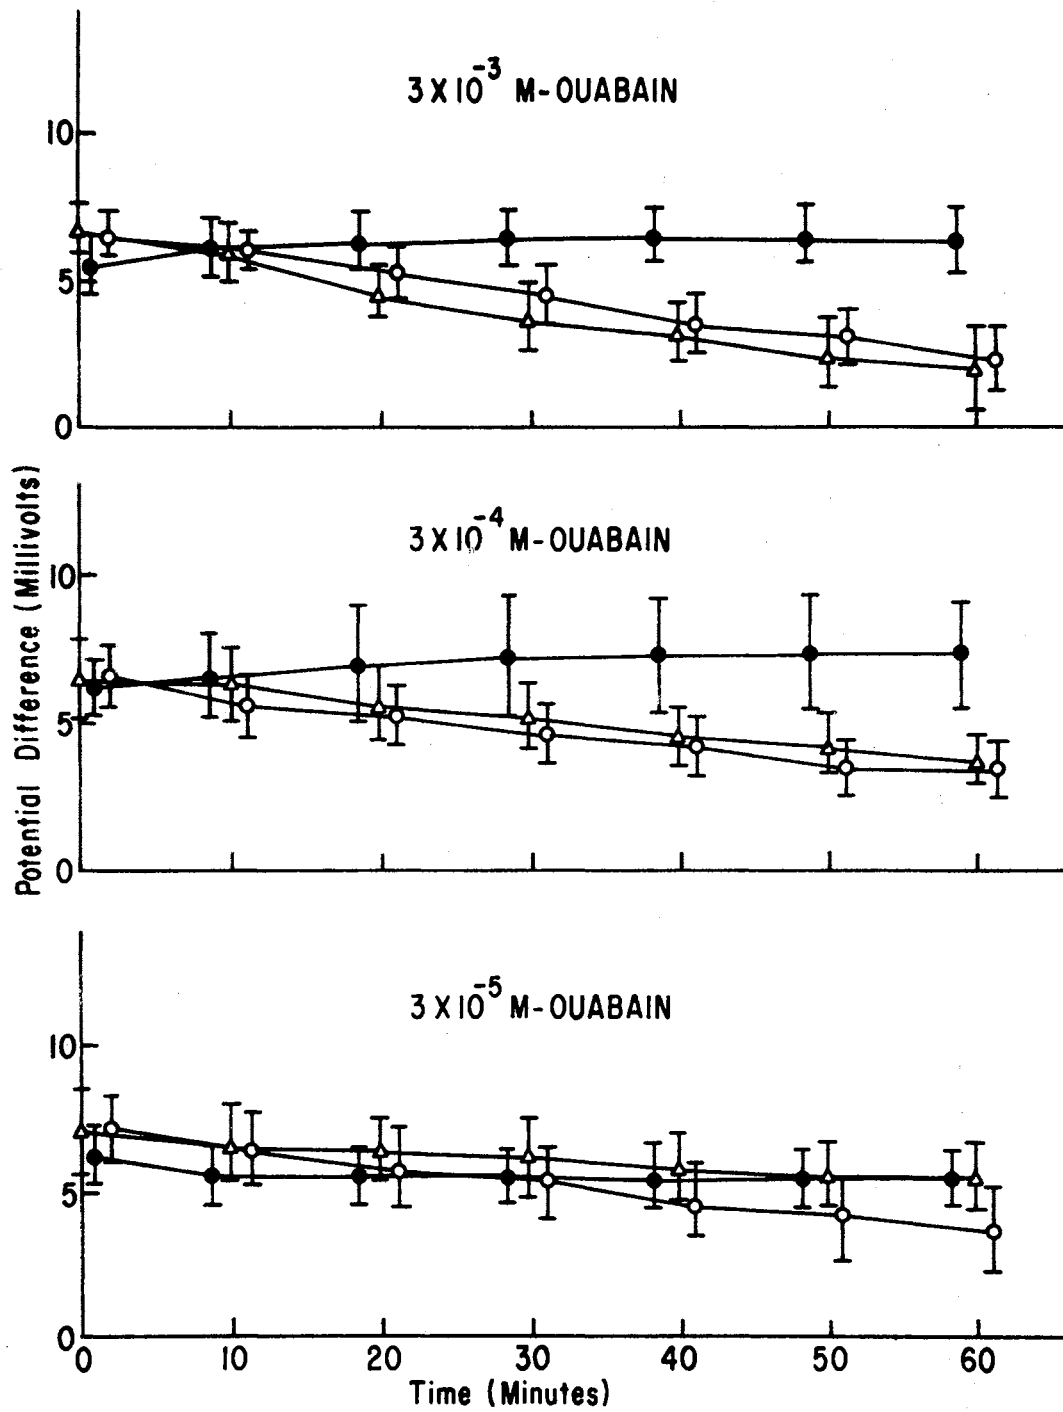 3 X 10⁻³ M-OUABAIN
10
5
0
Potential Difference (Millivolts)
3 X 10⁻⁴ M-OUABAIN
10
5
0
3 X 10⁻⁵ M-OUABAIN
10
5
0
0 10 20 30 40 50 60
Time (Minutes)